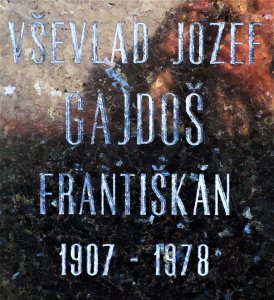 VŠEVLAD JOZEF
GAJDOŠ
FRANTIŠKÁN
1907 - 1978